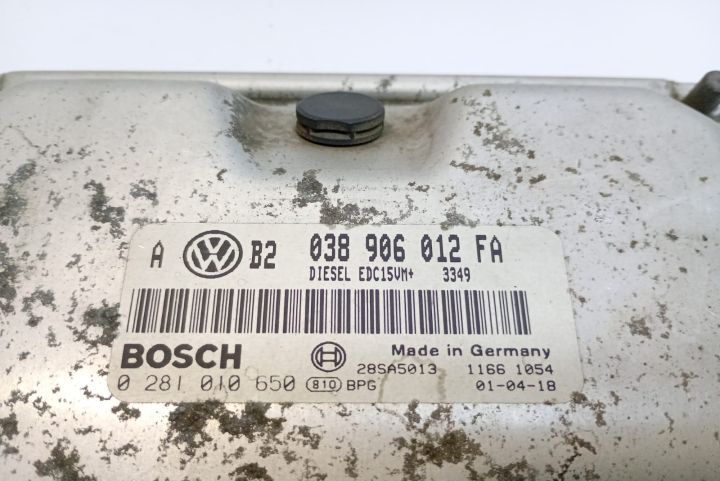 A VW B2 038 906 012 FA
DIESEL EDC15VM+ 3349
BOSCH
Made in Germany
28SA5013 1166 1054
0 281 010 650 810 BPG 01-04-18